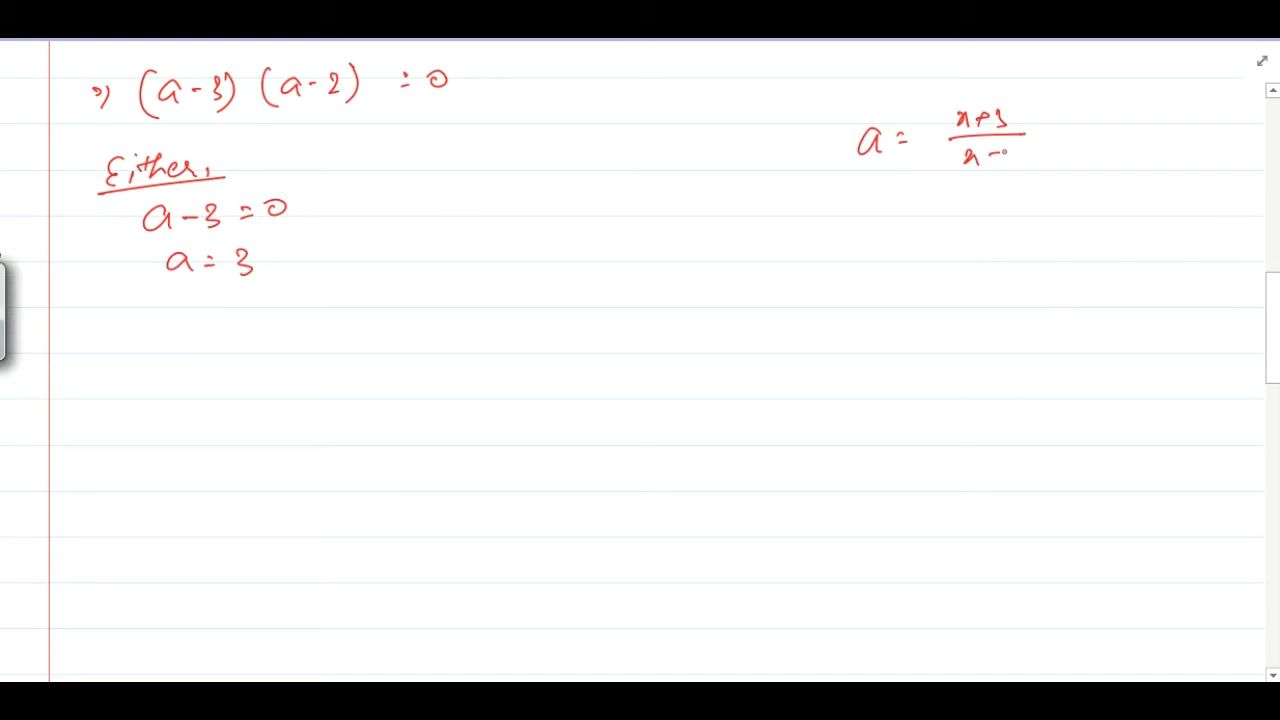 ⇒ (a-3) (a-2) = 0
Either,
a-3 = 0
a = 3
a = x+3 / x-